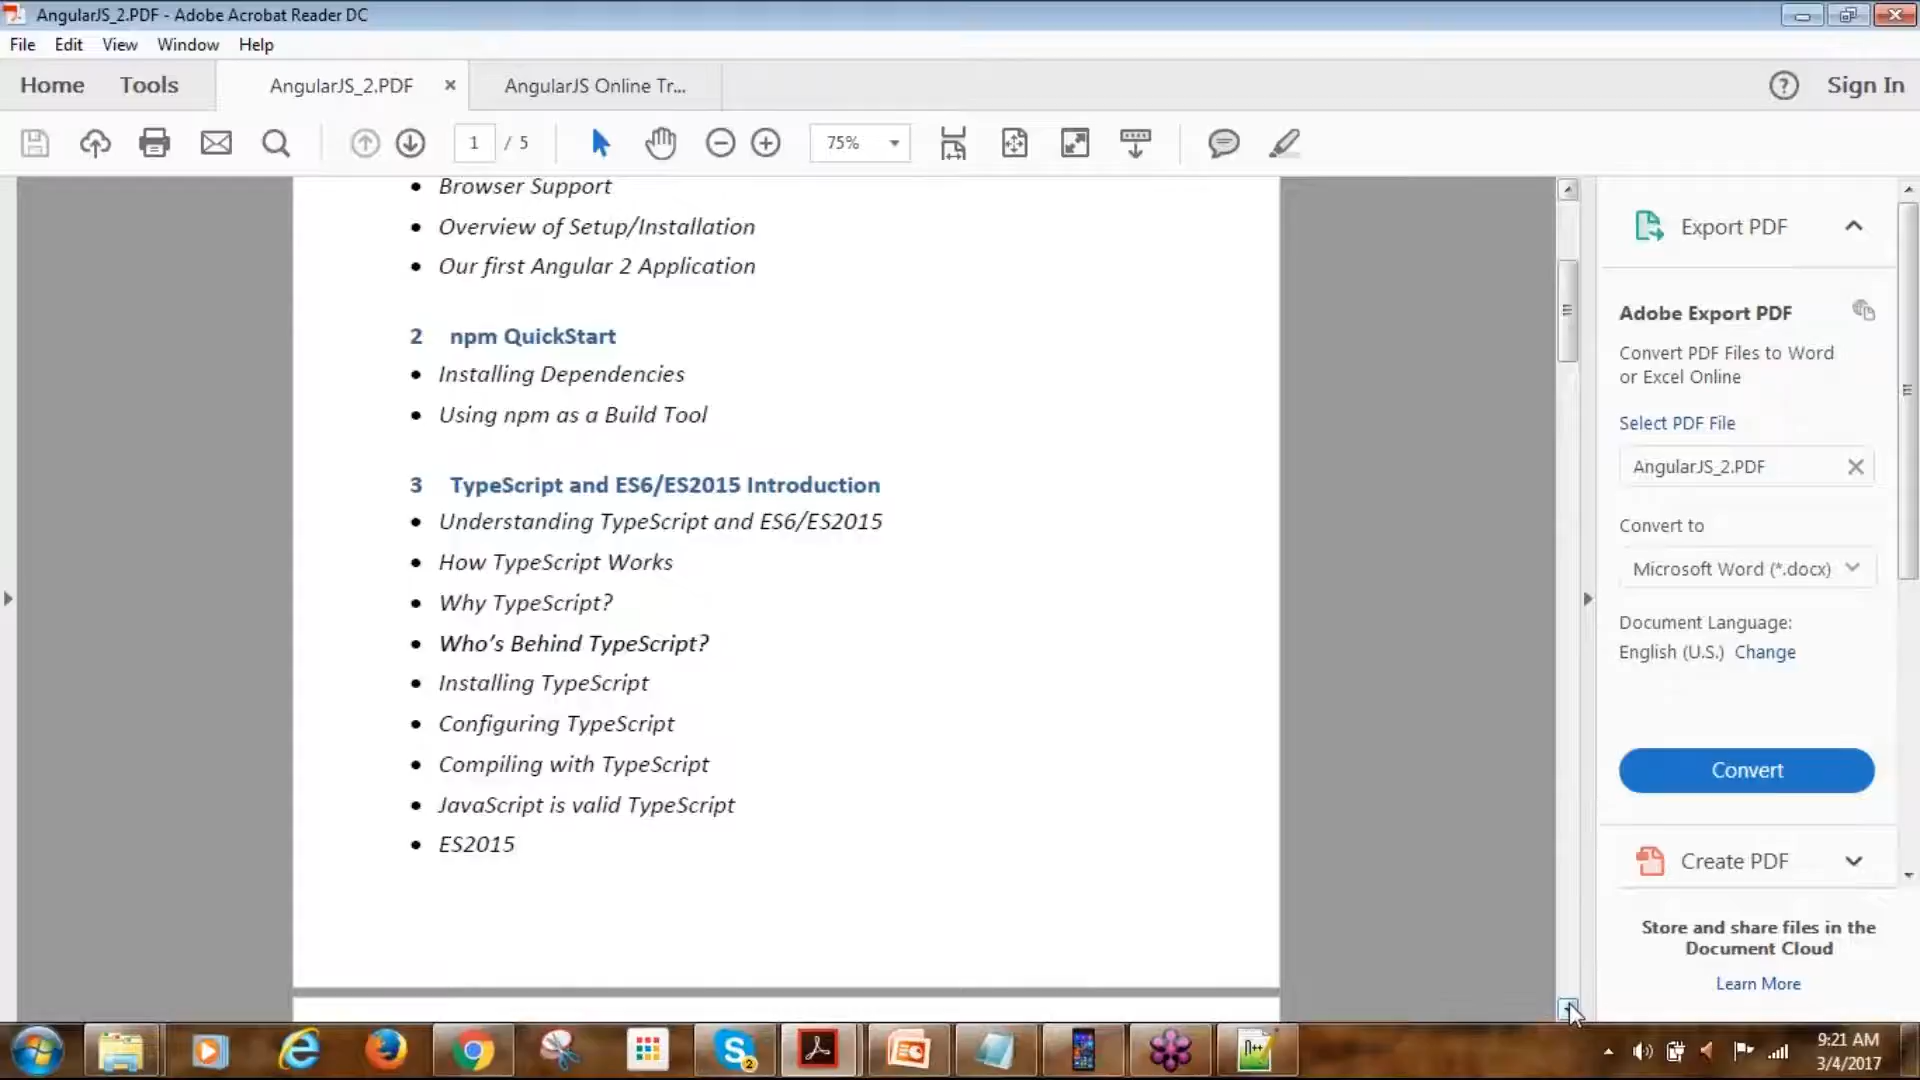 AngularJS_2.PDF - Adobe Acrobat Reader DC
File Edit View Window Help
Home Tools AngularJS_2.PDF × AngularJS Online Tr... ? Sign In
1 / 5 75%
• Browser Support
• Overview of Setup/Installation
• Our first Angular 2 Application
2 npm QuickStart
• Installing Dependencies
• Using npm as a Build Tool
3 TypeScript and ES6/ES2015 Introduction
• Understanding TypeScript and ES6/ES2015
• How TypeScript Works
• Why TypeScript?
• Who’s Behind TypeScript?
• Installing TypeScript
• Configuring TypeScript
• Compiling with TypeScript
• JavaScript is valid TypeScript
• ES2015
Export PDF
Adobe Export PDF
Convert PDF Files to Word
or Excel Online
Select PDF File
AngularJS_2.PDF
Convert to
Microsoft Word (*.docx)
Document Language:
English (U.S.) Change
Convert
Create PDF
Store and share files in the
Document Cloud
Learn More
S 2 n++
9:21 AM
3/4/2017